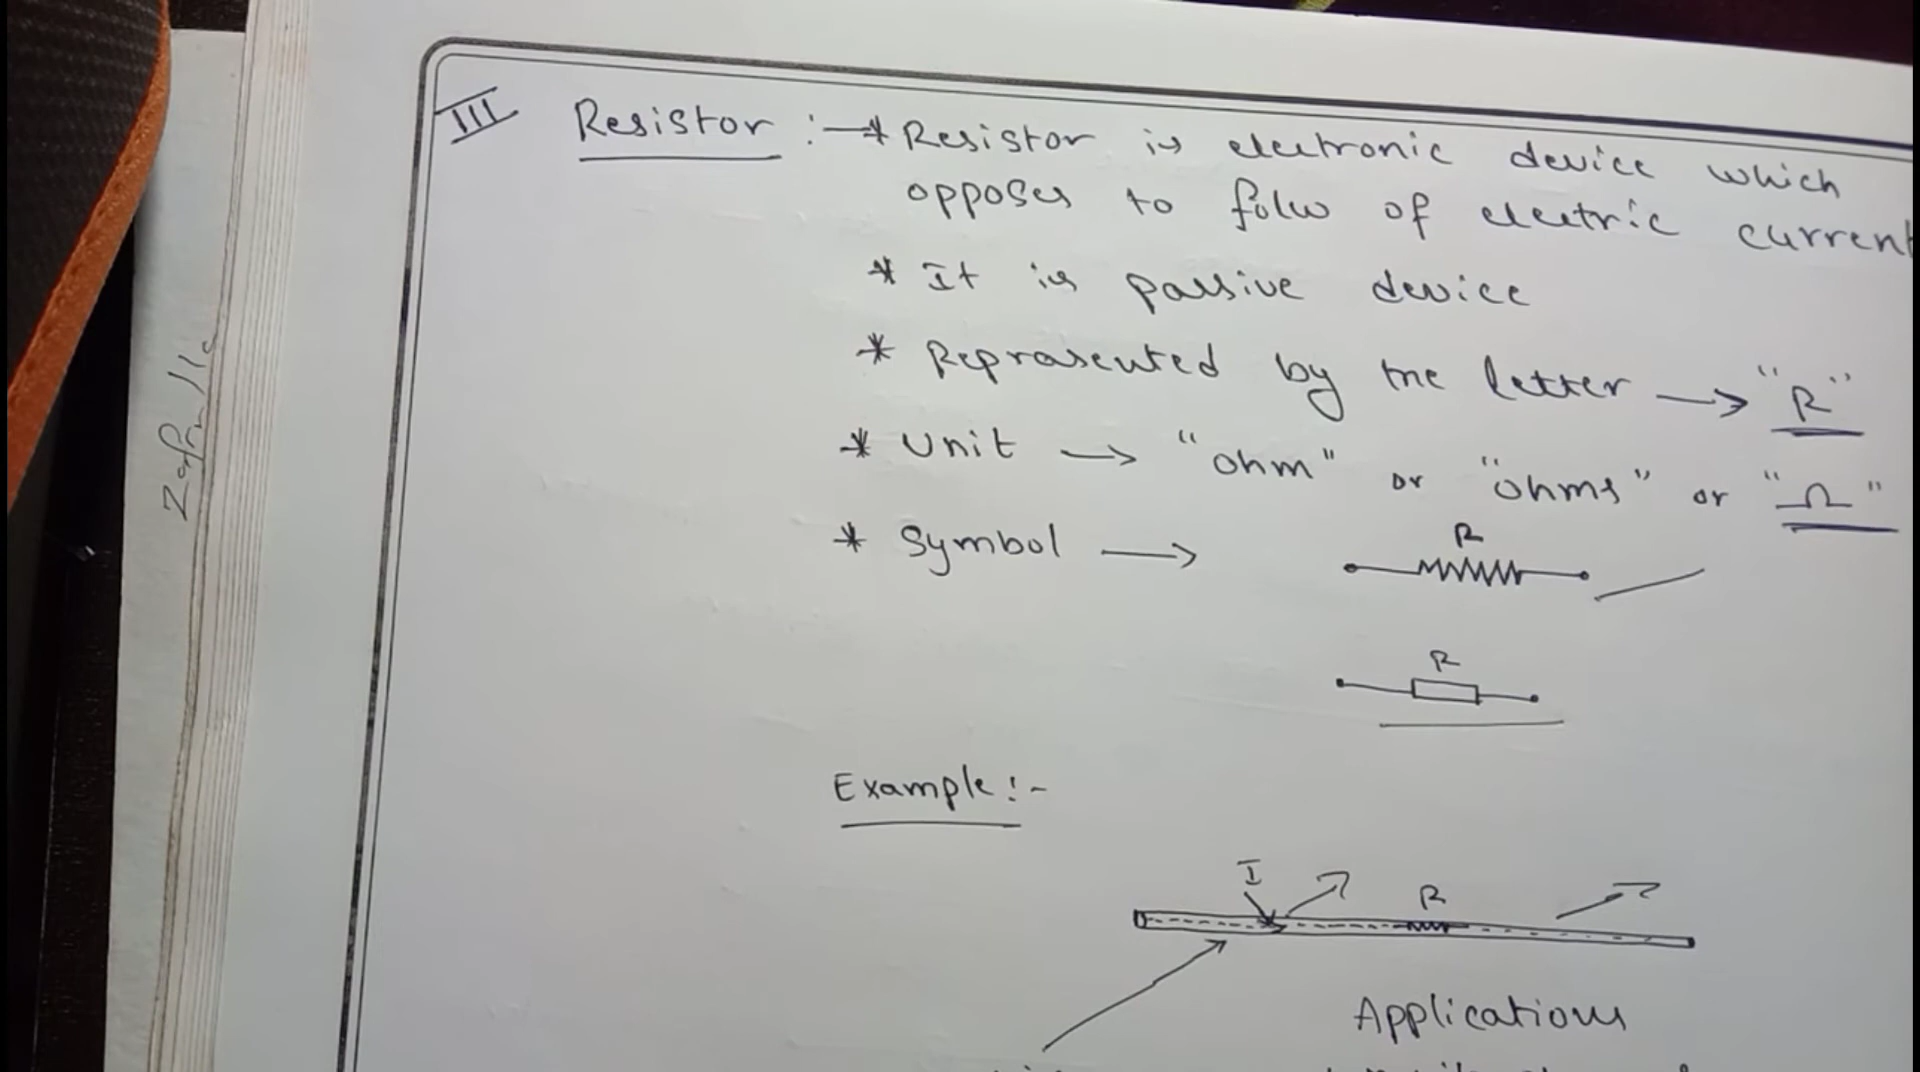 III Resistor :- * Resistor is electronic device which
opposes to folw of electric current
* It is passive device
* Reprasented by the letter → "R"
* Unit → "ohm" or "ohms" or "Ω"
* Symbol →
R
R
Example :-
I
R
Applications